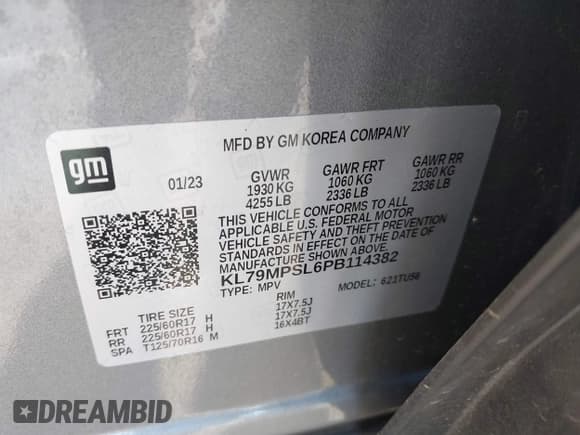 MFD BY GM KOREA COMPANY
gm
01/23
GVWR GAWR FRT GAWR RR
1930 KG 1060 KG 1060 KG
4255 LB 2336 LB 2336 LB
THIS VEHICLE CONFORMS TO ALL
APPLICABLE U.S. FEDERAL MOTOR
VEHICLE SAFETY AND THEFT PREVENTION
STANDARDS IN EFFECT ON THE DATE OF
MANUFACTURE SHOWN ABOVE.
KL79MPSL6PB114382
TYPE: MPV MODEL: 621TU56
TIRE SIZE RIM
FRT 225/60R17 H 17X7.5J
RR 225/60R17 H 17X7.5J
SPA T125/70R16 M 16X4BT
DREAMBID